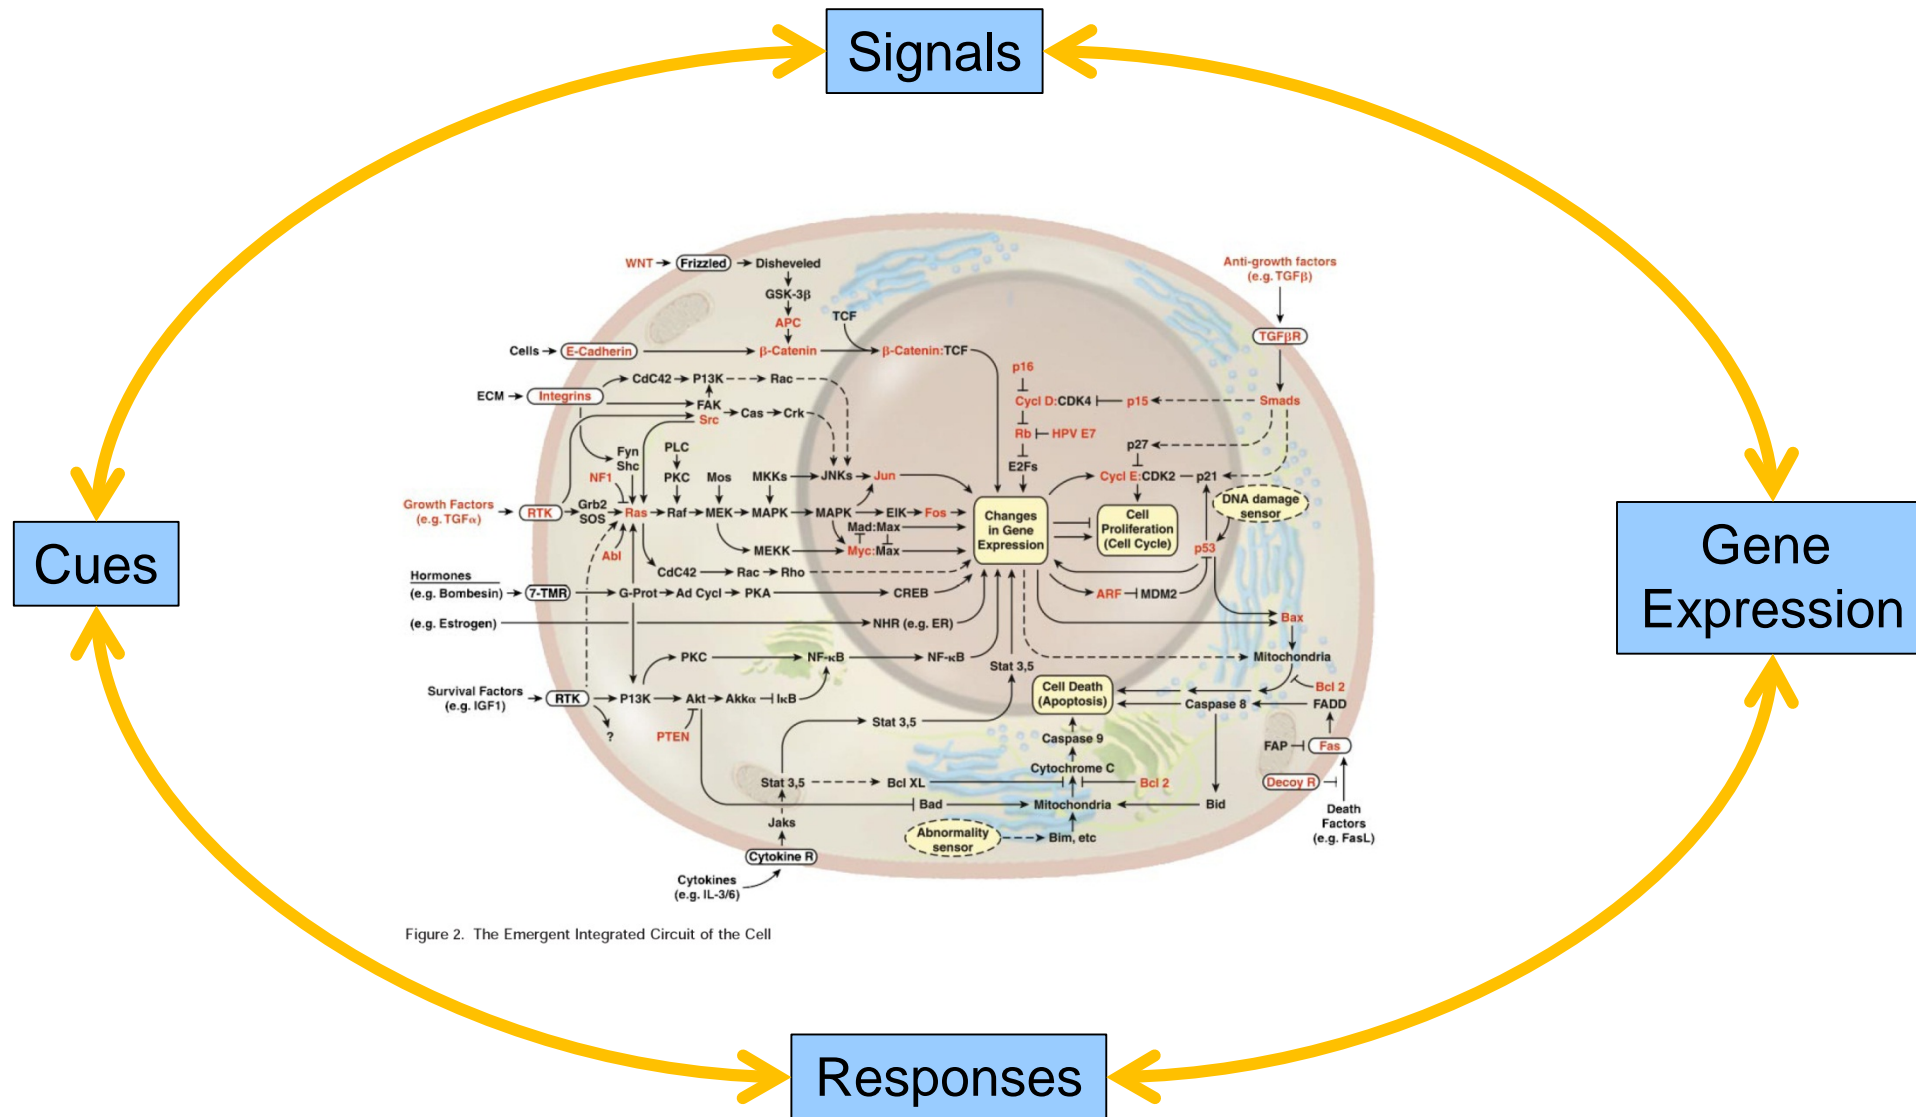 Signals
Cues
Gene
Expression
Responses
WNT
Frizzled
Disheveled
GSK-3β
APC
TCF
Cells
E-Cadherin
β-Catenin
β-Catenin:TCF
Anti-growth factors
(e.g. TGFβ)
TGFβR
CdC42
P13K
Rac
ECM
Integrins
FAK
Src
Cas
Crk
p16
Cycl D:CDK4
p15
Smads
Rb
HPV E7
E2Fs
p27
Cycl E:CDK2
p21
DNA damage
sensor
Fyn
Shc
PLC
NF1
PKC
Mos
MKKs
JNKs
Jun
Growth Factors
(e.g. TGFα)
RTK
Grb2
SOS
Ras
Raf
MEK
MAPK
MAPK
ElK
Fos
Mad:Max
Changes
in Gene
Expression
Cell
Proliferation
(Cell Cycle)
p53
Abl
MEKK
Myc:Max
CdC42
Rac
Rho
Hormones
(e.g. Bombesin)
7-TMR
G-Prot
Ad Cycl
PKA
CREB
ARF
MDM2
(e.g. Estrogen)
NHR (e.g. ER)
Bax
PKC
NF-κB
NF-κB
Stat 3,5
Mitochondria
Survival Factors
(e.g. IGF1)
RTK
P13K
Akt
Akkα
IκB
Cell Death
(Apoptosis)
Bcl 2
Caspase 8
FADD
?
PTEN
Stat 3,5
Caspase 9
FAP
Fas
Cytochrome C
Stat 3,5
Bcl XL
Bcl 2
Decoy R
Bad
Mitochondria
Bid
Death
Factors
(e.g. FasL)
Jaks
Abnormality
sensor
Bim, etc
Cytokine R
Cytokines
(e.g. IL-3/6)
Figure 2. The Emergent Integrated Circuit of the Cell